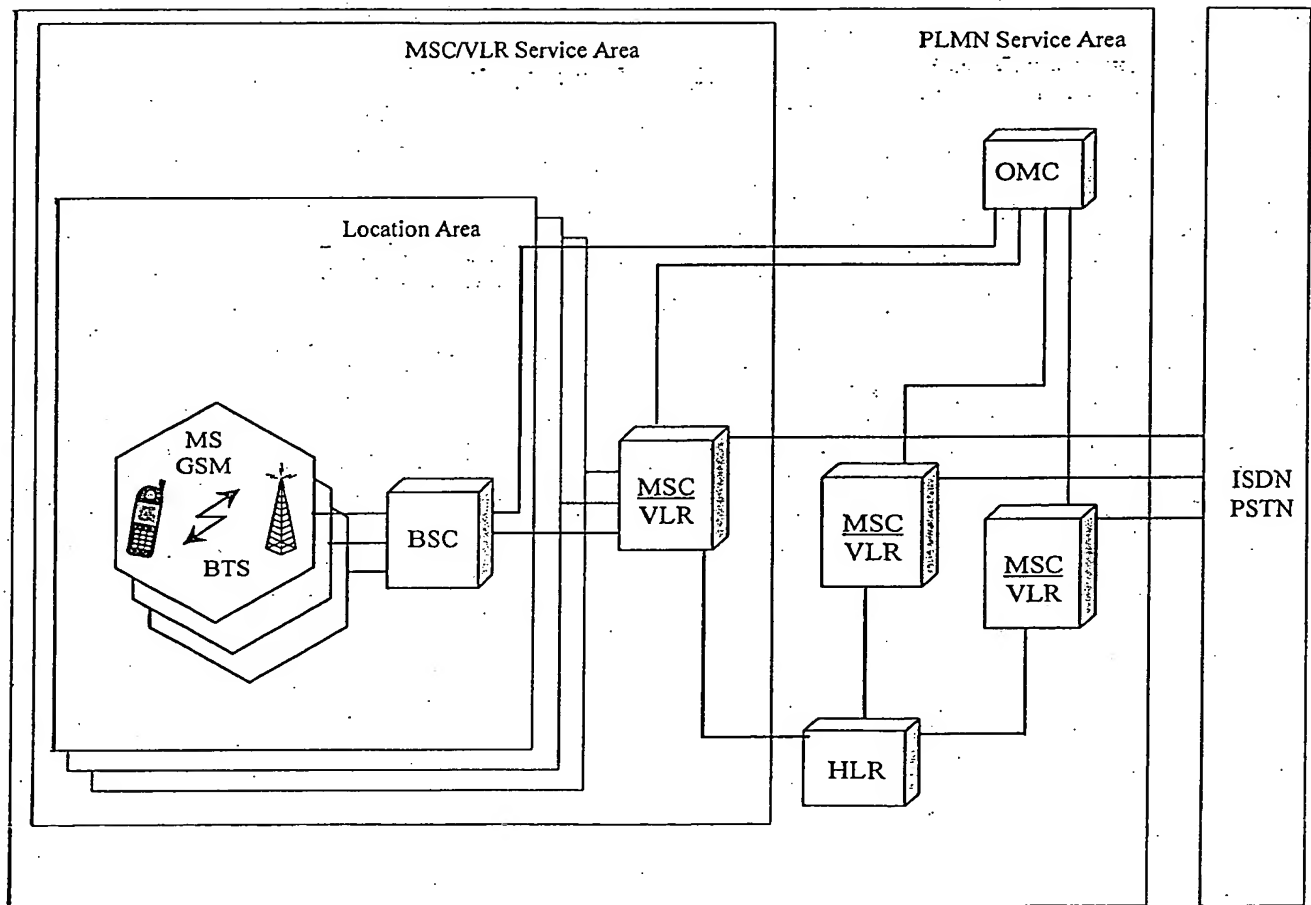 MSC/VLR Service Area
PLMN Service Area
OMC
Location Area
MS
GSM
BTS
BSC
MSC
VLR
MSC
VLR
MSC
VLR
ISDN
PSTN
HLR